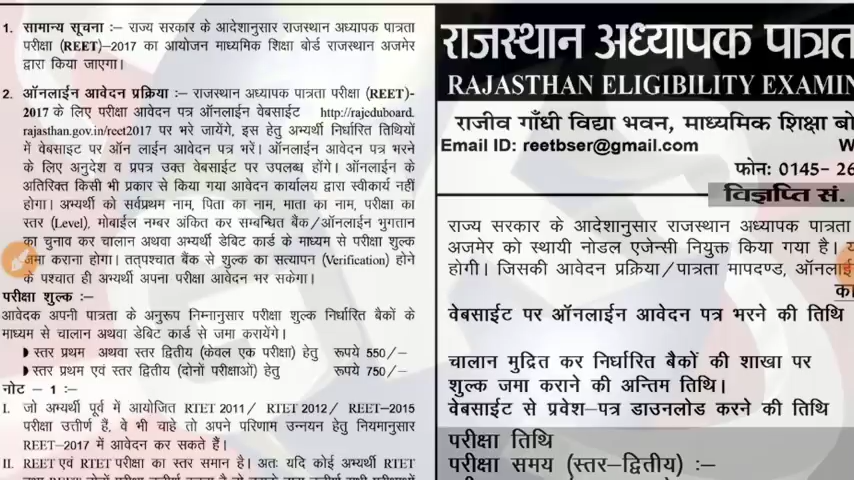 1. सामान्य सूचना :– राज्य सरकार के आदेशानुसार राजस्थान अध्यापक पात्रता
परीक्षा (REET)–2017 का आयोजन माध्यमिक शिक्षा बोर्ड राजस्थान अजमेर
द्वारा किया जाएगा।
2. ऑनलाईन आवेदन प्रक्रिया :– राजस्थान अध्यापक पात्रता परीक्षा (REET)-
2017 के लिए परीक्षा आवेदन पत्र ऑनलाईन वेबसाईट http://rajeduboard.
rajasthan.gov.in/reet2017 पर भरे जायेंगे, इस हेतु अभ्यर्थी निर्धारित तिथियों
में वेबसाईट पर ऑन लाईन आवेदन पत्र भरें। ऑनलाईन आवेदन पत्र भरने
के लिए अनुदेश व प्रपत्र उक्त वेबसाईट पर उपलब्ध होंगे। ऑनलाईन के
अतिरिक्त किसी भी प्रकार से किया गया आवेदन कार्यालय द्वारा स्वीकार्य नहीं
होगा। अभ्यर्थी को सर्वप्रथम नाम, पिता का नाम, माता का नाम, परीक्षा का
स्तर (Level), मोबाईल नम्बर अंकित कर सम्बन्धित बैंक/ऑनलाईन भुगतान
का चुनाव कर चालान अथवा अभ्यर्थी डेबिट कार्ड के माध्यम से परीक्षा शुल्क
जमा कराना होगा। तत्पश्चात बैंक से शुल्क का सत्यापन (Verification) होने
के पश्चात ही अभ्यर्थी अपना परीक्षा आवेदन भर सकेगा।
परीक्षा शुल्क :–
आवेदक अपनी पात्रता के अनुरूप निम्नानुसार परीक्षा शुल्क निर्धारित बैंकों के
माध्यम से चालान अथवा डेबिट कार्ड से जमा करायेंगे।
स्तर प्रथम अथवा स्तर द्वितीय (केवल एक परीक्षा) हेतु रूपये 550/–
स्तर प्रथम एवं स्तर द्वितीय (दोनों परीक्षाओं) हेतु रूपये 750/–
नोट – 1 :–
I. जो अभ्यर्थी पूर्व में आयोजित RTET 2011/ RTET 2012/ REET–2015
परीक्षा उत्तीर्ण हैं, वे भी चाहे तो अपने परिणाम उन्नयन हेतु नियमानुसार
REET–2017 में आवेदन कर सकते हैं।
II. REET एवं RTET परीक्षा का स्तर समान है। अतः यदि कोई अभ्यर्थी RTET
राजस्थान अध्यापक पात्रत
RAJASTHAN ELIGIBILITY EXAMIN
राजीव गाँधी विद्या भवन, माध्यमिक शिक्षा बो
Email ID: reetbser@gmail.com W
फोन: 0145- 26
विज्ञप्ति सं.
राज्य सरकार के आदेशानुसार राजस्थान अध्यापक पात्रता
अजमेर को स्थायी नोडल एजेन्सी नियुक्त किया गया है। य
होगी। जिसकी आवेदन प्रक्रिया/पात्रता मापदण्ड, ऑनलाई
का
वेबसाईट पर ऑनलाईन आवेदन पत्र भरने की तिथि
चालान मुद्रित कर निर्धारित बैंकों की शाखा पर
शुल्क जमा कराने की अन्तिम तिथि।
वेबसाईट से प्रवेश–पत्र डाउनलोड करने की तिथि
परीक्षा तिथि
परीक्षा समय (स्तर–द्वितीय) :–